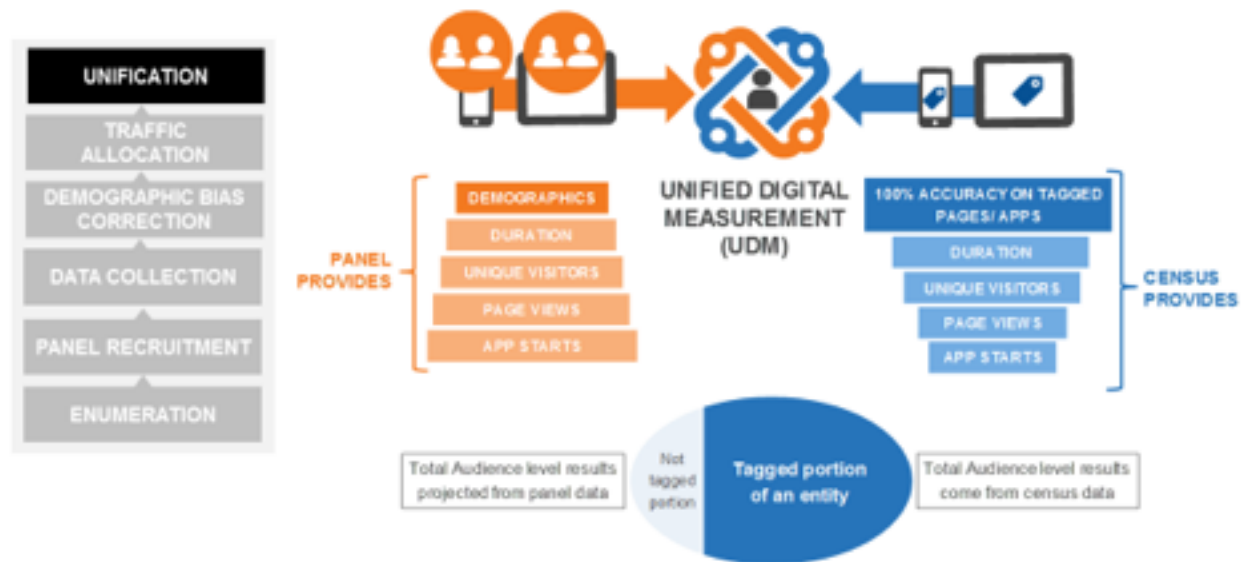 UNIFICATION
TRAFFIC
ALLOCATION
DEMOGRAPHIC BIAS
CORRECTION
DATA COLLECTION
PANEL RECRUITMENT
ENUMERATION
PANEL
PROVIDES
DEMOGRAPHICS
DURATION
UNIQUE VISITORS
PAGE VIEWS
APP STARTS
UNIFIED DIGITAL
MEASUREMENT
(UDM)
100% ACCURACY ON TAGGED
PAGES/ APPS
DURATION
UNIQUE VISITORS
PAGE VIEWS
APP STARTS
CENSUS
PROVIDES
Total Audience level results
projected from panel data
Not
tagged
portion
Tagged portion
of an entity
Total Audience level results
come from census data